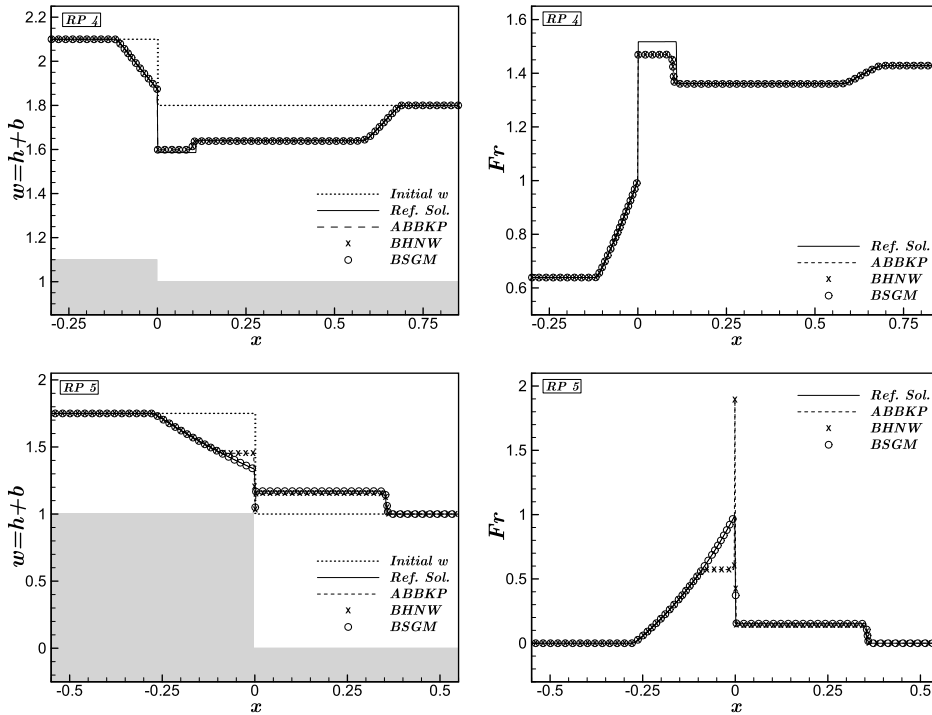 RP 4
2.2
2
1.8
1.6
1.4
1.2
1
w=h+b
Initial w
Ref. Sol.
ABBKP
BHNW
BSGM
-0.25 0 0.25 0.5 0.75
x
RP 4
1.6
1.4
1.2
1
0.8
0.6
Fr
Ref. Sol.
ABBKP
BHNW
BSGM
-0.25 0 0.25 0.5 0.75
x
RP 5
2
1.5
1
0.5
0
w=h+b
Initial w
Ref. Sol.
ABBKP
BHNW
BSGM
-0.5 -0.25 0 0.25 0.5
x
RP 5
2
1.5
1
0.5
0
Fr
Ref. Sol.
ABBKP
BHNW
BSGM
-0.5 -0.25 0 0.25 0.5
x